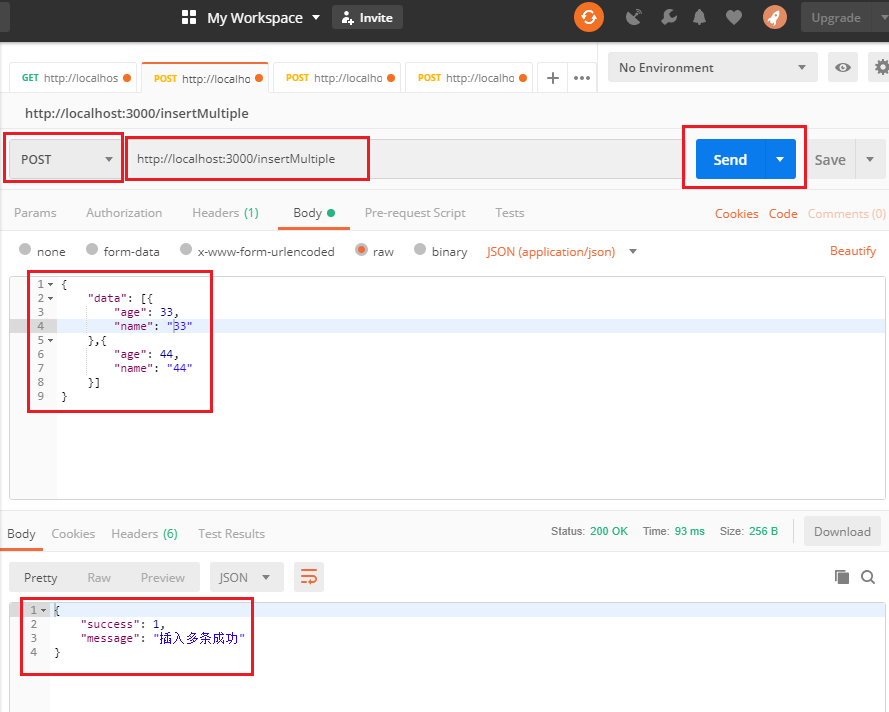 My Workspace Invite Upgrade
GET http://localhos POST http://localho POST http://localho POST http://localho + ••• No Environment
http://localhost:3000/insertMultiple
POST http://localhost:3000/insertMultiple Send Save
Params Authorization Headers (1) Body Pre-request Script Tests Cookies Code Comments (0)
none form-data x-www-form-urlencoded raw binary JSON (application/json) Beautify
1 {
2 "data": [{
3 "age": 33,
4 "name": "33"
5 },{
6 "age": 44,
7 "name": "44"
8 }]
9 }
Body Cookies Headers (6) Test Results Status: 200 OK Time: 93 ms Size: 256 B Download
Pretty Raw Preview JSON
1 {
2 "success": 1,
3 "message": "插入多条成功"
4 }